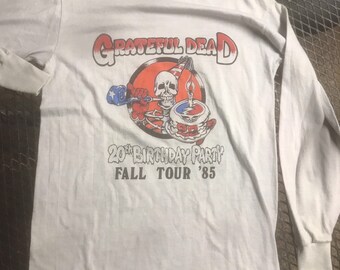 GRATEFUL DEAD
20th BIRTHDAY PARTY
FALL TOUR '85